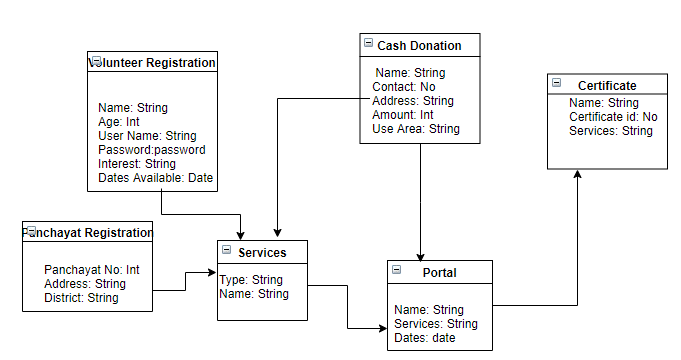 Cash Donation
Name: String
Contact: No
Address: String
Amount: Int
Use Area: String
Volunteer Registration
Name: String
Age: Int
User Name: String
Password:password
Interest: String
Dates Available: Date
Certificate
Name: String
Certificate id: No
Services: String
Panchayat Registration
Panchayat No: Int
Address: String
District: String
Services
Type: String
Name: String
Portal
Name: String
Services: String
Dates: date